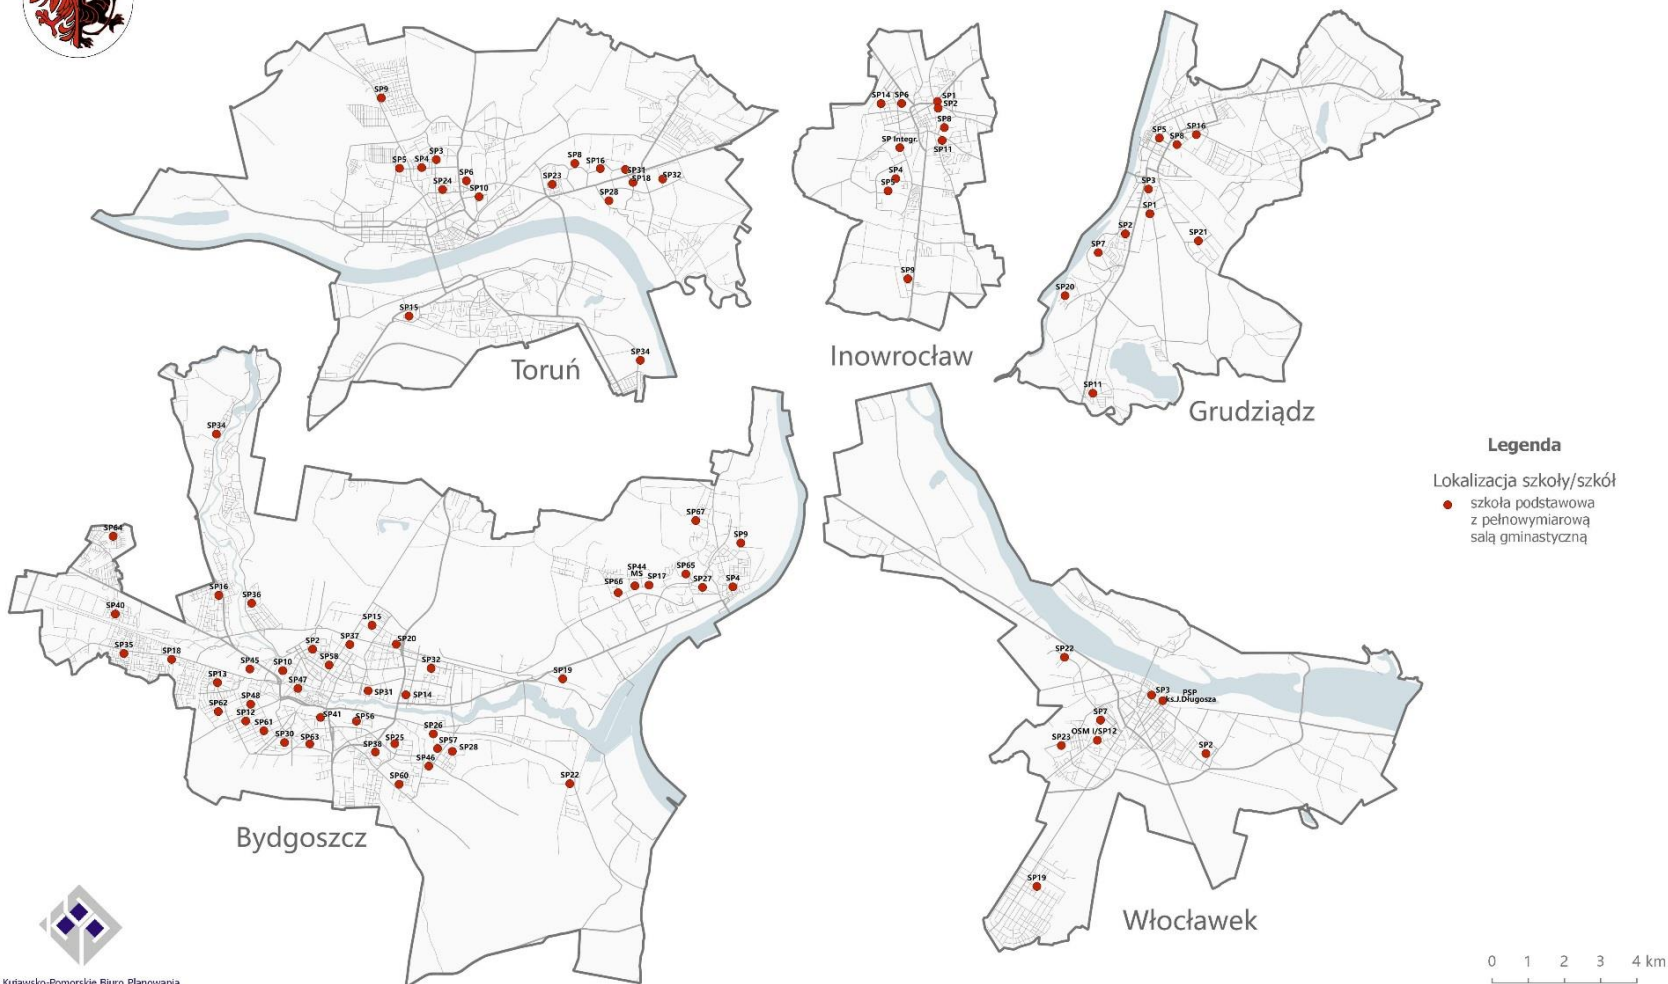 SP9
SP3
SP5
SP4
SP24
SP6
SP10
SP8
SP16
SP31
SP18
SP32
SP23
SP28
SP15
SP34
Toruń
SP14
SP6
SP1
SP2
SP8
SP Integr.
SP11
SP4
SP5
SP9
Inowrocław
SP5
SP8
SP16
SP3
SP1
SP2
SP21
SP7
SP20
SP11
Grudziądz
Legenda
Lokalizacja szkoły/szkół
szkoła podstawowa
z pełnowymiarową
salą gminastyczną
SP34
SP67
SP9
SP64
SP44
MS
SP17
SP65
SP66
SP27
SP4
SP16
SP36
SP40
SP15
SP37
SP20
SP2
SP35
SP18
SP58
SP32
SP45
SP10
SP19
SP13
SP47
SP31
SP14
SP48
SP62
SP12
SP41
SP56
SP61
SP26
SP30
SP63
SP38
SP25
SP57
SP28
SP46
SP60
SP22
Bydgoszcz
SP22
SP3
PSP
ks.J.Długosza
SP7
OSM I/SP12
SP23
SP2
SP19
Włocławek
Kujawsko-Pomorskie Biuro Planowania
0 1 2 3 4 km